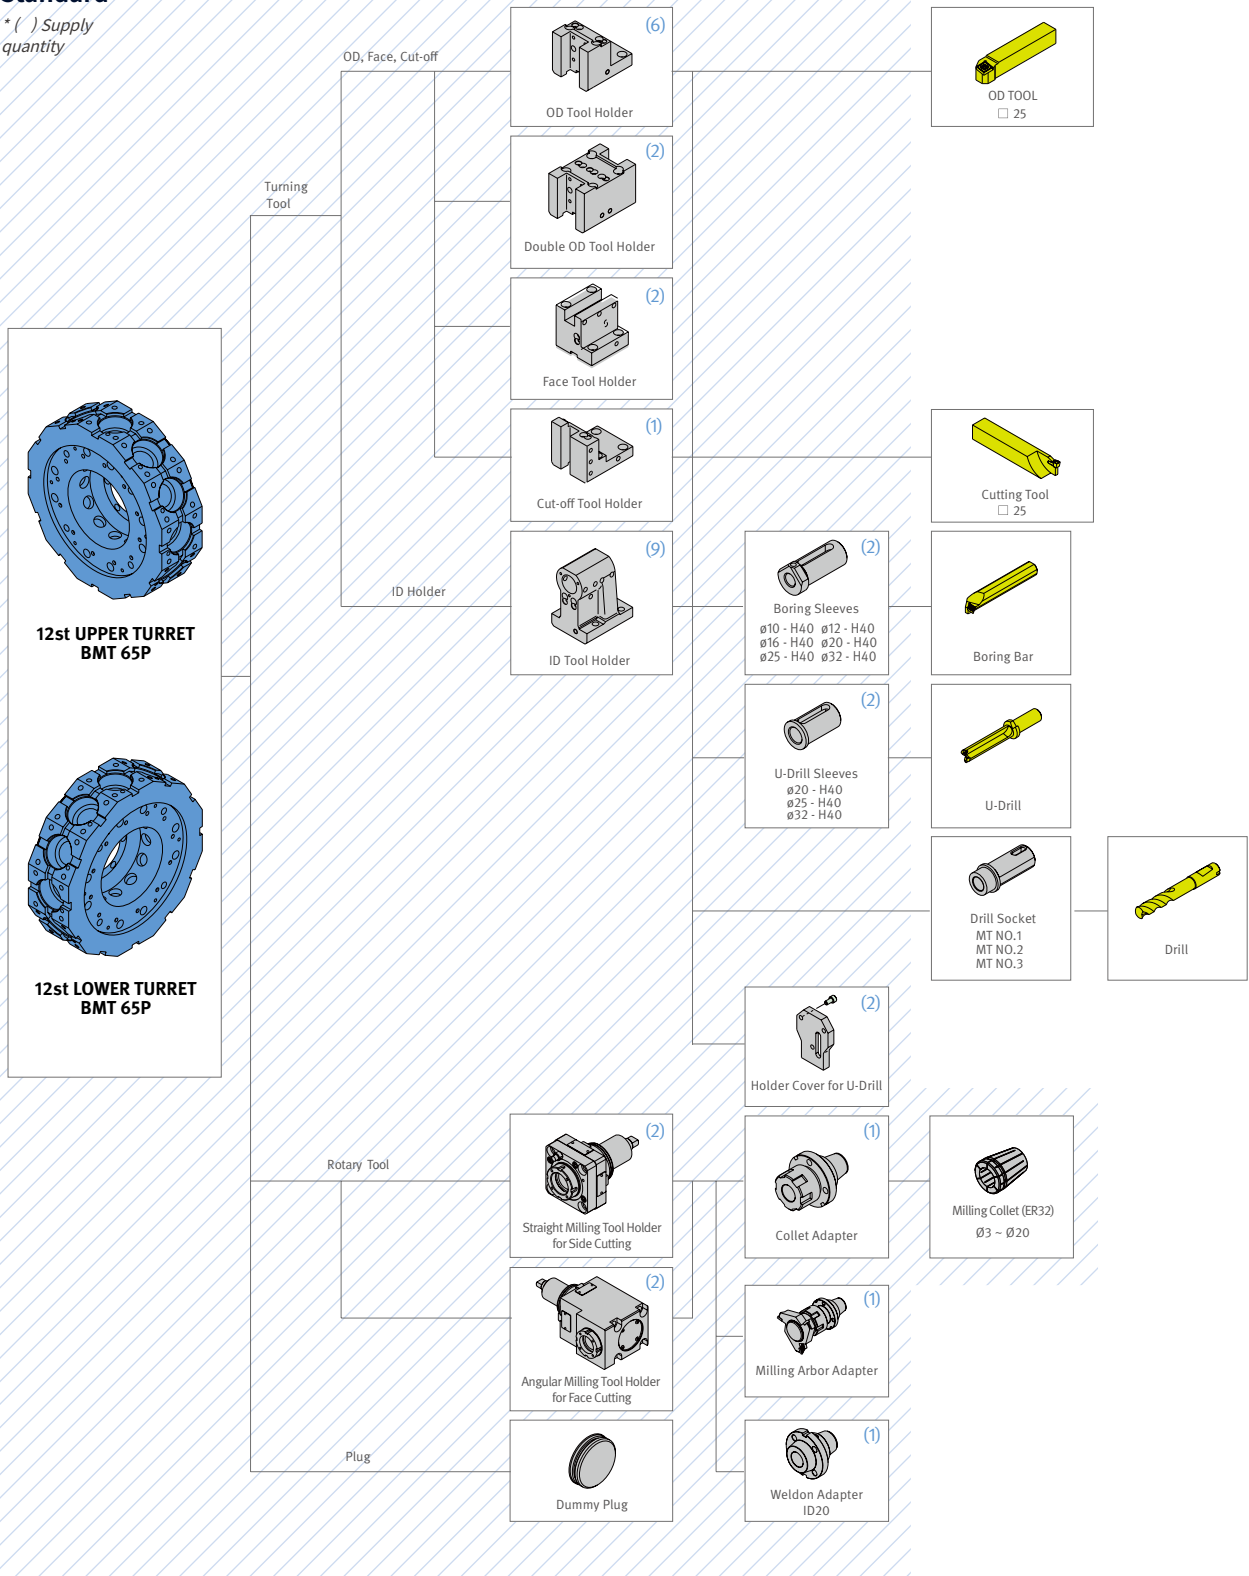 * ( ) Supply
quantity
OD, Face, Cut-off
(6)
OD Tool Holder
OD TOOL
□ 25
(2)
Double OD Tool Holder
Turning
Tool
(2)
Face Tool Holder
(1)
Cut-off Tool Holder
Cutting Tool
□ 25
ID Holder
(9)
ID Tool Holder
(2)
Boring Sleeves
ø10 - H40 ø12 - H40
ø16 - H40 ø20 - H40
ø25 - H40 ø32 - H40
Boring Bar
12st UPPER TURRET
BMT 65P
(2)
U-Drill Sleeves
ø20 - H40
ø25 - H40
ø32 - H40
U-Drill
Drill Socket
MT NO.1
MT NO.2
MT NO.3
Drill
12st LOWER TURRET
BMT 65P
(2)
Holder Cover for U-Drill
Rotary Tool
(2)
Straight Milling Tool Holder
for Side Cutting
(1)
Collet Adapter
Milling Collet (ER32)
Ø3 ~ Ø20
(2)
Angular Milling Tool Holder
for Face Cutting
(1)
Milling Arbor Adapter
Plug
Dummy Plug
(1)
Weldon Adapter
ID20